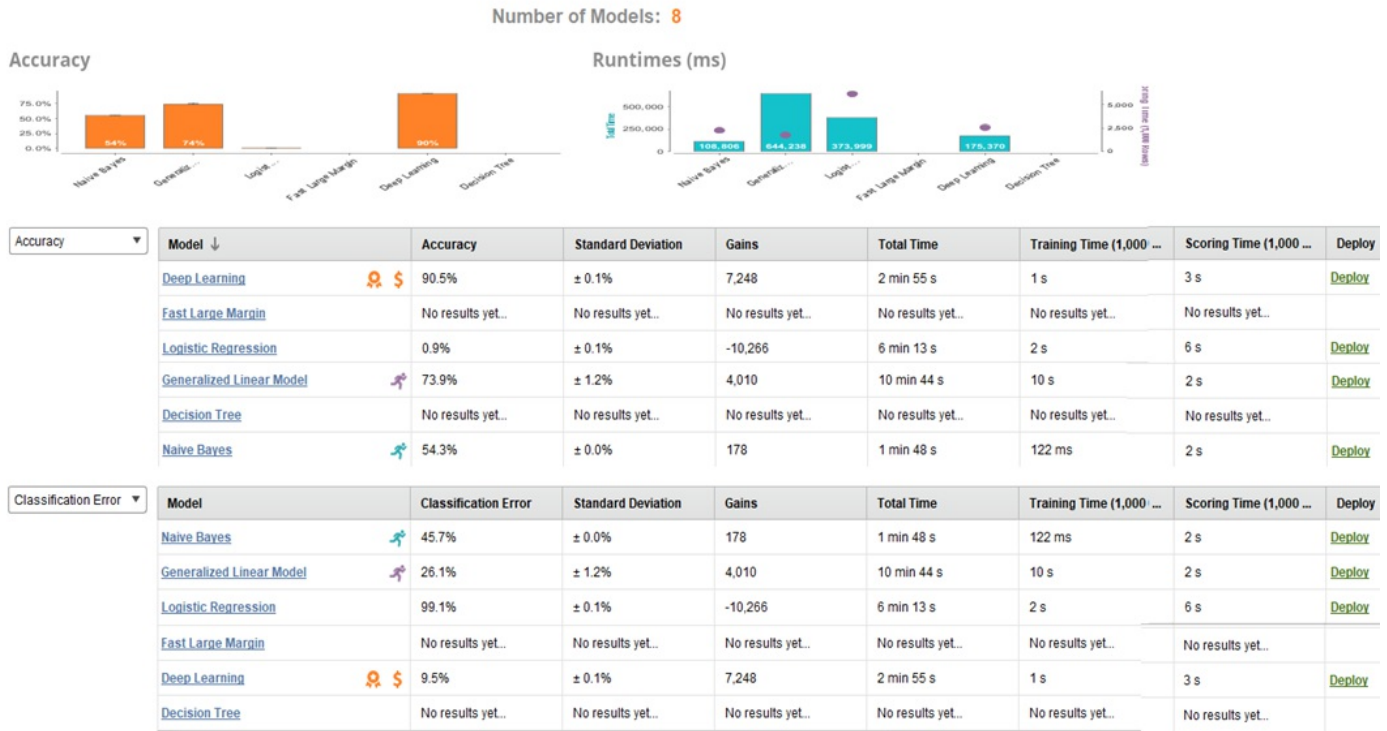 Number of Models: 8
Accuracy
75.0%
50.0%
25.0%
0.0%
54%
74%
90%
Naive Bayes
Generaliz...
Logist...
Fast Large Margin
Deep Learning
Decision Tree
Runtimes (ms)
Total Time
500,000
250,000
0
108,806
644,238
373,999
175,370
5,000
2,500
0
Time (1,000 Rows)
Naive Bayes
Generaliz...
Logist...
Fast Large Margin
Deep Learning
Decision Tree
Accuracy
Model ↓ Accuracy Standard Deviation Gains Total Time Training Time (1,000 ... Scoring Time (1,000 ... Deploy
Deep Learning $ 90.5% ± 0.1% 7,248 2 min 55 s 1 s 3 s Deploy
Fast Large Margin No results yet... No results yet... No results yet... No results yet... No results yet... No results yet...
Logistic Regression 0.9% ± 0.1% -10,266 6 min 13 s 2 s 6 s Deploy
Generalized Linear Model 73.9% ± 1.2% 4,010 10 min 44 s 10 s 2 s Deploy
Decision Tree No results yet... No results yet... No results yet... No results yet... No results yet... No results yet...
Naive Bayes 54.3% ± 0.0% 178 1 min 48 s 122 ms 2 s Deploy
Classification Error
Model Classification Error Standard Deviation Gains Total Time Training Time (1,000 ... Scoring Time (1,000 ... Deploy
Naive Bayes 45.7% ± 0.0% 178 1 min 48 s 122 ms 2 s Deploy
Generalized Linear Model 26.1% ± 1.2% 4,010 10 min 44 s 10 s 2 s Deploy
Logistic Regression 99.1% ± 0.1% -10,266 6 min 13 s 2 s 6 s Deploy
Fast Large Margin No results yet... No results yet... No results yet... No results yet... No results yet... No results yet...
Deep Learning $ 9.5% ± 0.1% 7,248 2 min 55 s 1 s 3 s Deploy
Decision Tree No results yet... No results yet... No results yet... No results yet... No results yet... No results yet...